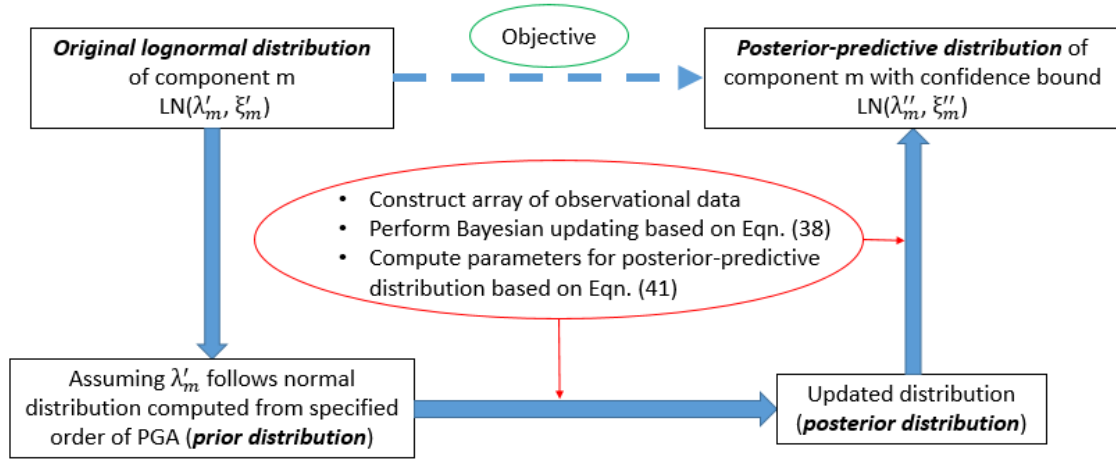 Original lognormal distribution
of component m
LN(λ′ₘ, ξ′ₘ)
Objective
Posterior-predictive distribution of
component m with confidence bound
LN(λ″ₘ, ξ″ₘ)
• Construct array of observational data
• Perform Bayesian updating based on Eqn. (38)
• Compute parameters for posterior-predictive
distribution based on Eqn. (41)
Assuming λ′ₘ follows normal
distribution computed from specified
order of PGA (prior distribution)
Updated distribution
(posterior distribution)